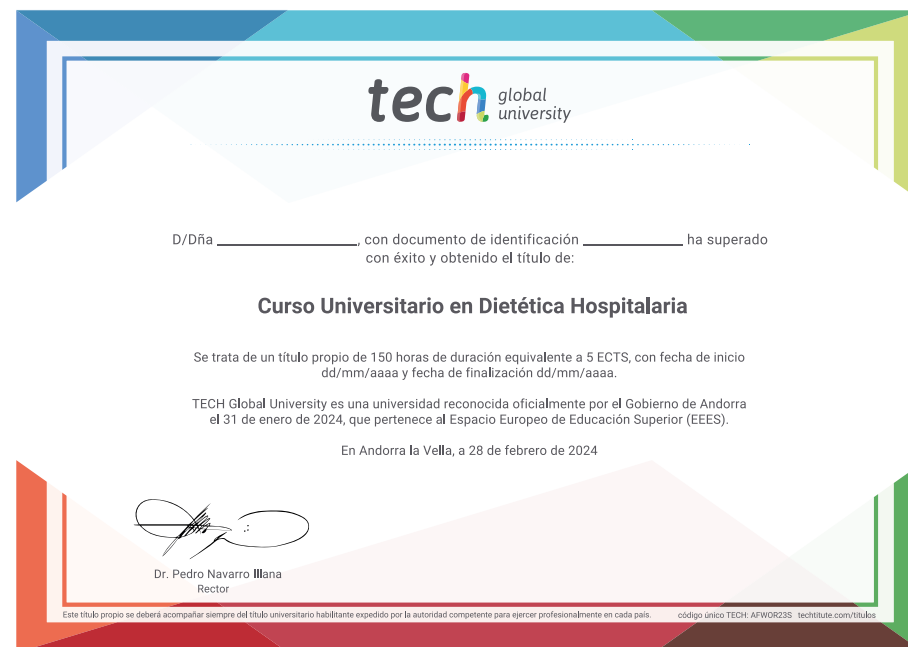 tech global university
D/Dña ____________________, con documento de identificación ______________ ha superado
con éxito y obtenido el título de:
Curso Universitario en Dietética Hospitalaria
Se trata de un título propio de 150 horas de duración equivalente a 5 ECTS, con fecha de inicio
dd/mm/aaaa y fecha de finalización dd/mm/aaaa.
TECH Global University es una universidad reconocida oficialmente por el Gobierno de Andorra
el 31 de enero de 2024, que pertenece al Espacio Europeo de Educación Superior (EEES).
En Andorra la Vella, a 28 de febrero de 2024
Dr. Pedro Navarro Illana
Rector
Este título propio se deberá acompañar siempre del título universitario habilitante expedido por la autoridad competente para ejercer profesionalmente en cada país. código único TECH: AFWOR23S techtitute.com/titulos